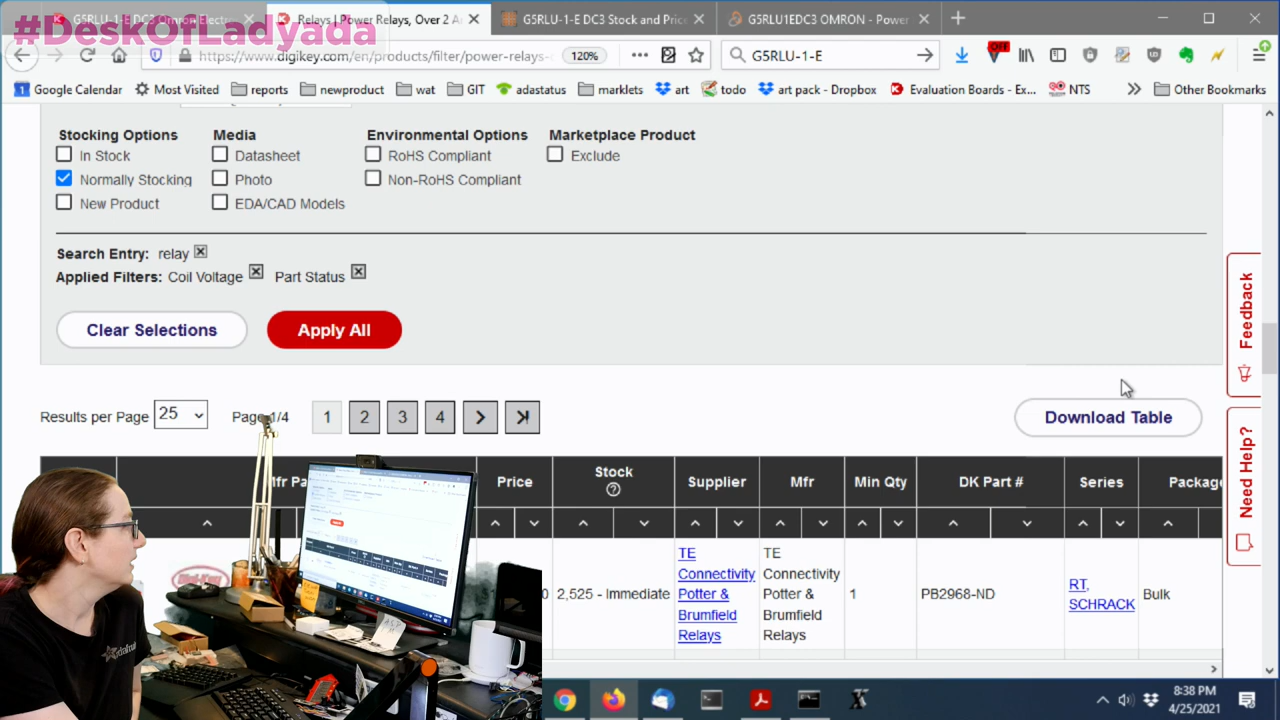 #DeskOfLadyada
G5RLU-1-E DC3 Omron Elect
Relays | Power Relays, Over 2 A
G5RLU-1-E DC3 Stock and Pric
G5RLU1EDC3 OMRON - Power
https://www.digikey.com/en/products/filter/power-relays-
120%
G5RLU-1-E
OFF
Google Calendar
Most Visited
reports
newproduct
wat
GIT
adastatus
marklets
art
todo
art pack - Dropbox
Evaluation Boards - Ex...
NTS
Other Bookmarks
Stocking Options Media Environmental Options Marketplace Product
In Stock Datasheet RoHS Compliant Exclude
Normally Stocking Photo Non-RoHS Compliant
New Product EDA/CAD Models
Search Entry: relay
Applied Filters: Coil Voltage Part Status
Clear Selections Apply All
Feedback
Need Help?
Results per Page 25 Page 1/4 1 2 3 4
Download Table
Mfr Pa Price Stock Supplier Mfr Min Qty DK Part # Series Package
2,525 - Immediate
TE
Connectivity
Potter &
Brumfield
Relays
TE
Connectivity
Potter &
Brumfield
Relays
1
PB2968-ND
RT,
SCHRACK
Bulk
8:38 PM
4/25/2021